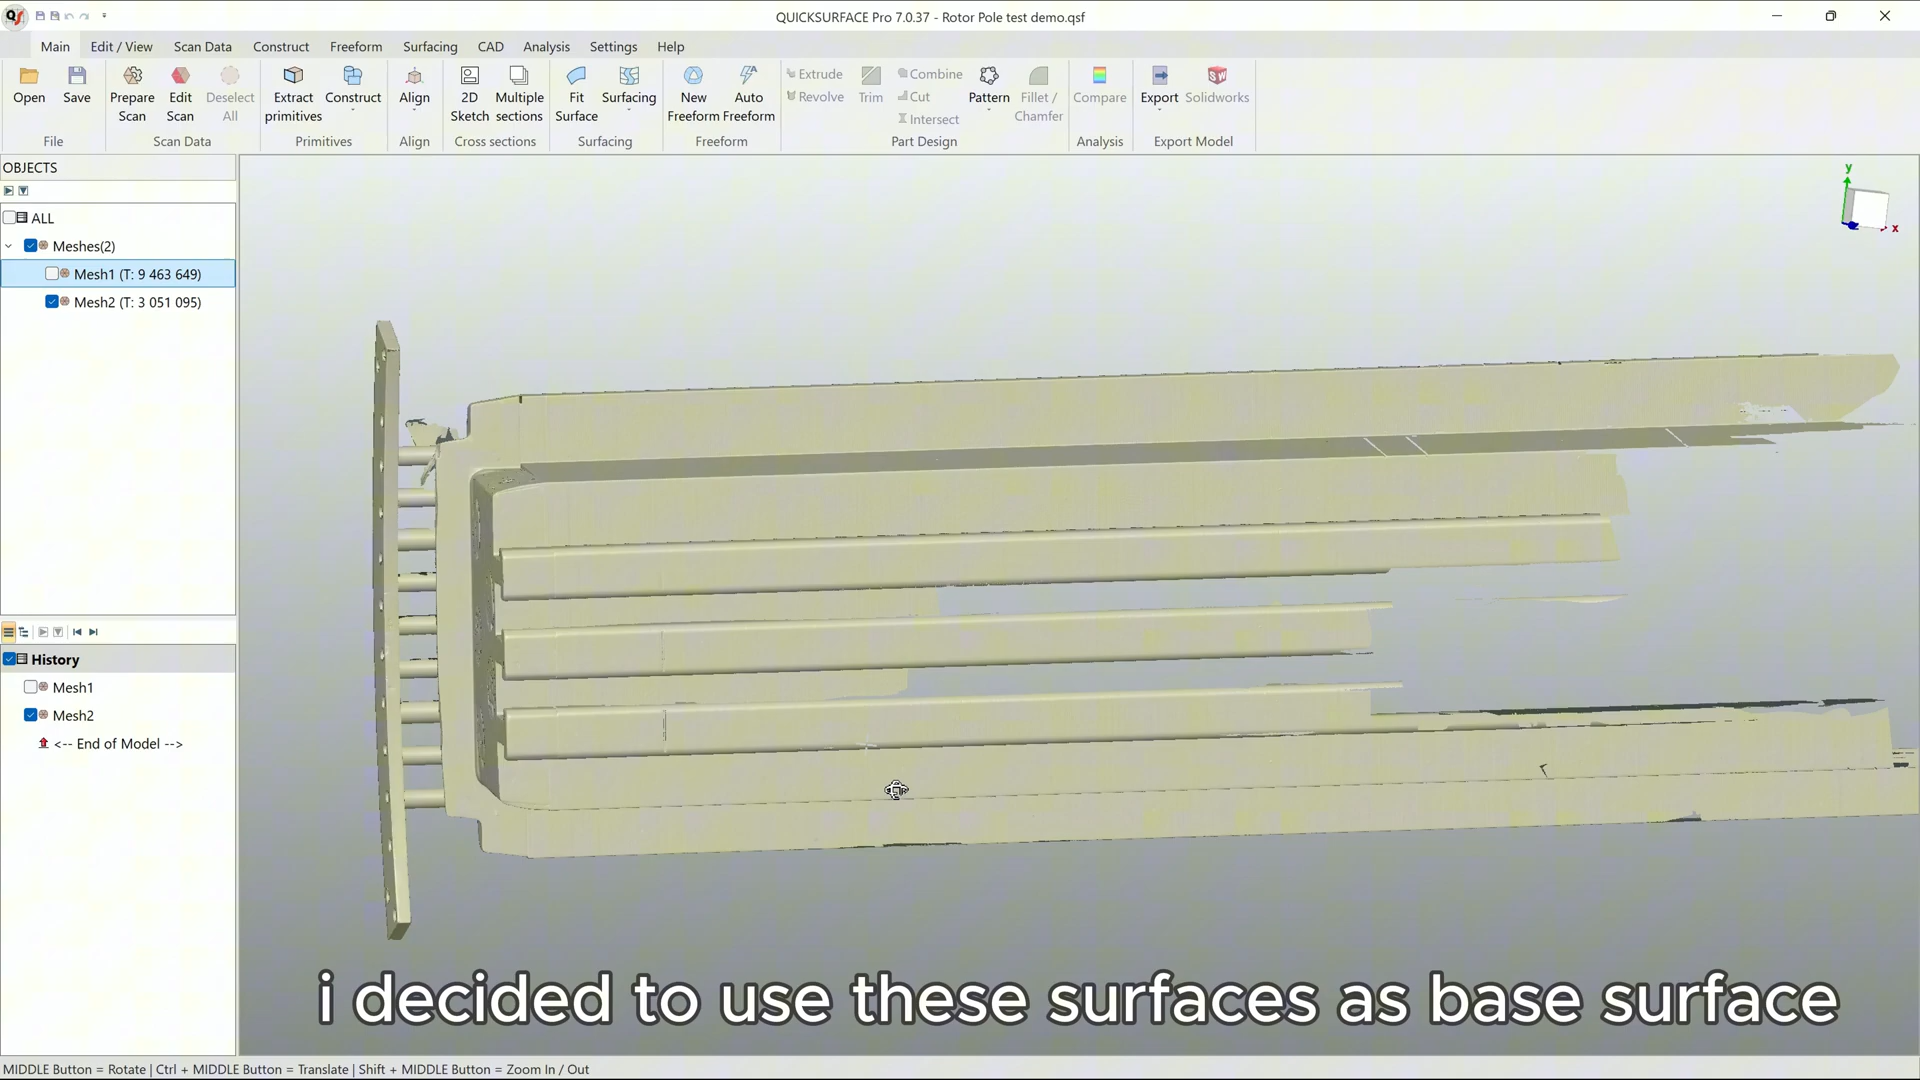 QS
QUICKSURFACE Pro 7.0.37 - Rotor Pole test demo.qsf
Main Edit / View Scan Data Construct Freeform Surfacing CAD Analysis Settings Help
Open Save
File
Prepare Scan Edit Scan Deselect All
Scan Data
Extract primitives Construct
Primitives
Align
Align
2D Sketch Multiple sections
Cross sections
Fit Surface Surfacing
Surfacing
New Freeform Auto Freeform
Freeform
Extrude Revolve Trim Combine Cut Intersect Pattern Fillet / Chamfer
Part Design
Compare
Analysis
Export SW Solidworks
Export Model
OBJECTS
ALL
Meshes(2)
Mesh1 (T: 9 463 649)
Mesh2 (T: 3 051 095)
History
Mesh1
Mesh2
<-- End of Model -->
y
x
i decided to use these surfaces as base surface
MIDDLE Button = Rotate | Ctrl + MIDDLE Button = Translate | Shift + MIDDLE Button = Zoom In / Out